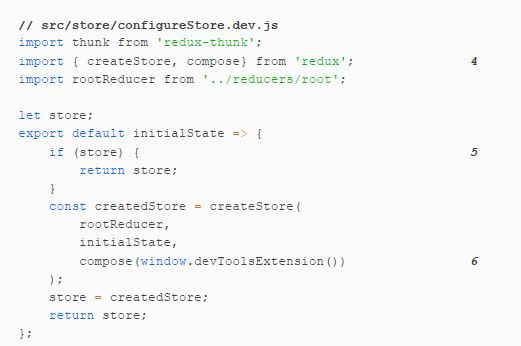 // src/store/configureStore.dev.js
import thunk from 'redux-thunk';
import { createStore, compose} from 'redux'; 4
import rootReducer from '../reducers/root';
let store;
export default initialState => {
if (store) { 5
return store;
}
const createdStore = createStore(
rootReducer,
initialState,
compose(window.devToolsExtension()) 6
);
store = createdStore;
return store;
};